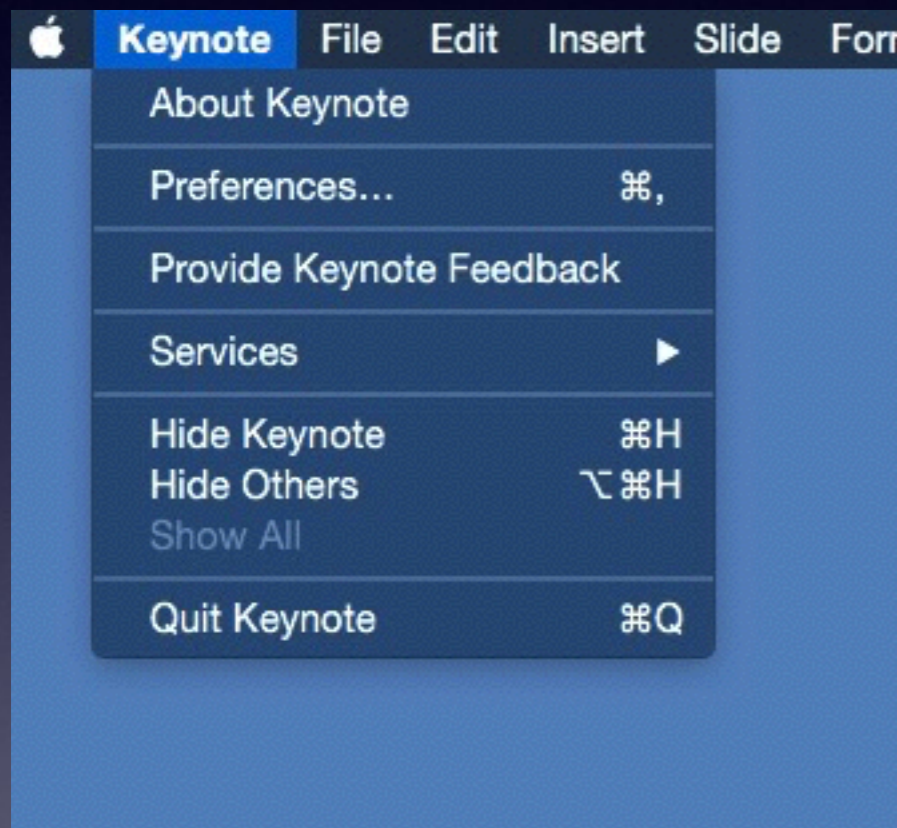 Keynote File Edit Insert Slide
About Keynote
Preferences... ⌘,
Provide Keynote Feedback
Services ▶
Hide Keynote ⌘H
Hide Others ⌥⌘H
Show All
Quit Keynote ⌘Q